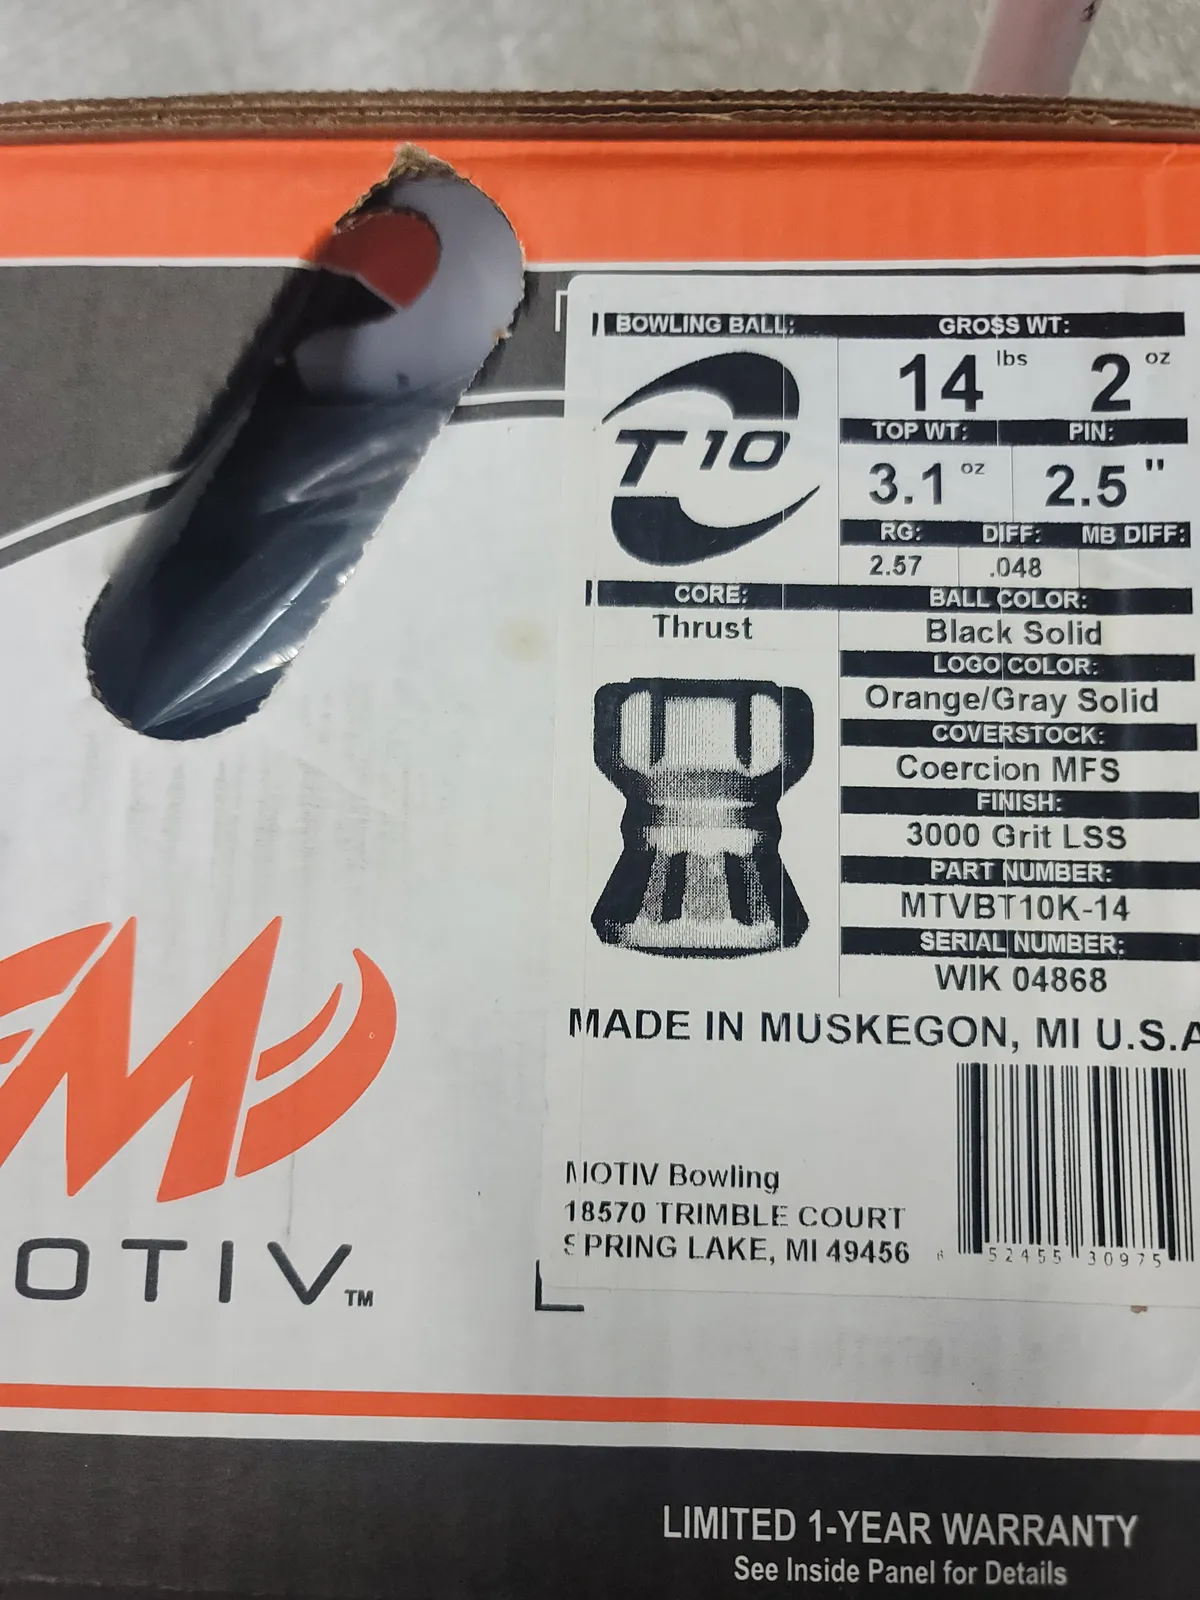 BOWLING BALL: GROSS WT:
T10
14 lbs 2 oz
TOP WT: PIN:
3.1 oz 2.5 "
RG: DIFF: MB DIFF:
2.57 .048
CORE: BALL COLOR:
Thrust Black Solid
LOGO COLOR:
Orange/Gray Solid
COVERSTOCK:
Coercion MFS
FINISH:
3000 Grit LSS
PART NUMBER:
MTVBT10K-14
SERIAL NUMBER:
WIK 04868
MADE IN MUSKEGON, MI U.S.A
MOTIV Bowling
18570 TRIMBLE COURT
SPRING LAKE, MI 49456
52455 30975
OTIV™
LIMITED 1-YEAR WARRANTY
See Inside Panel for Details